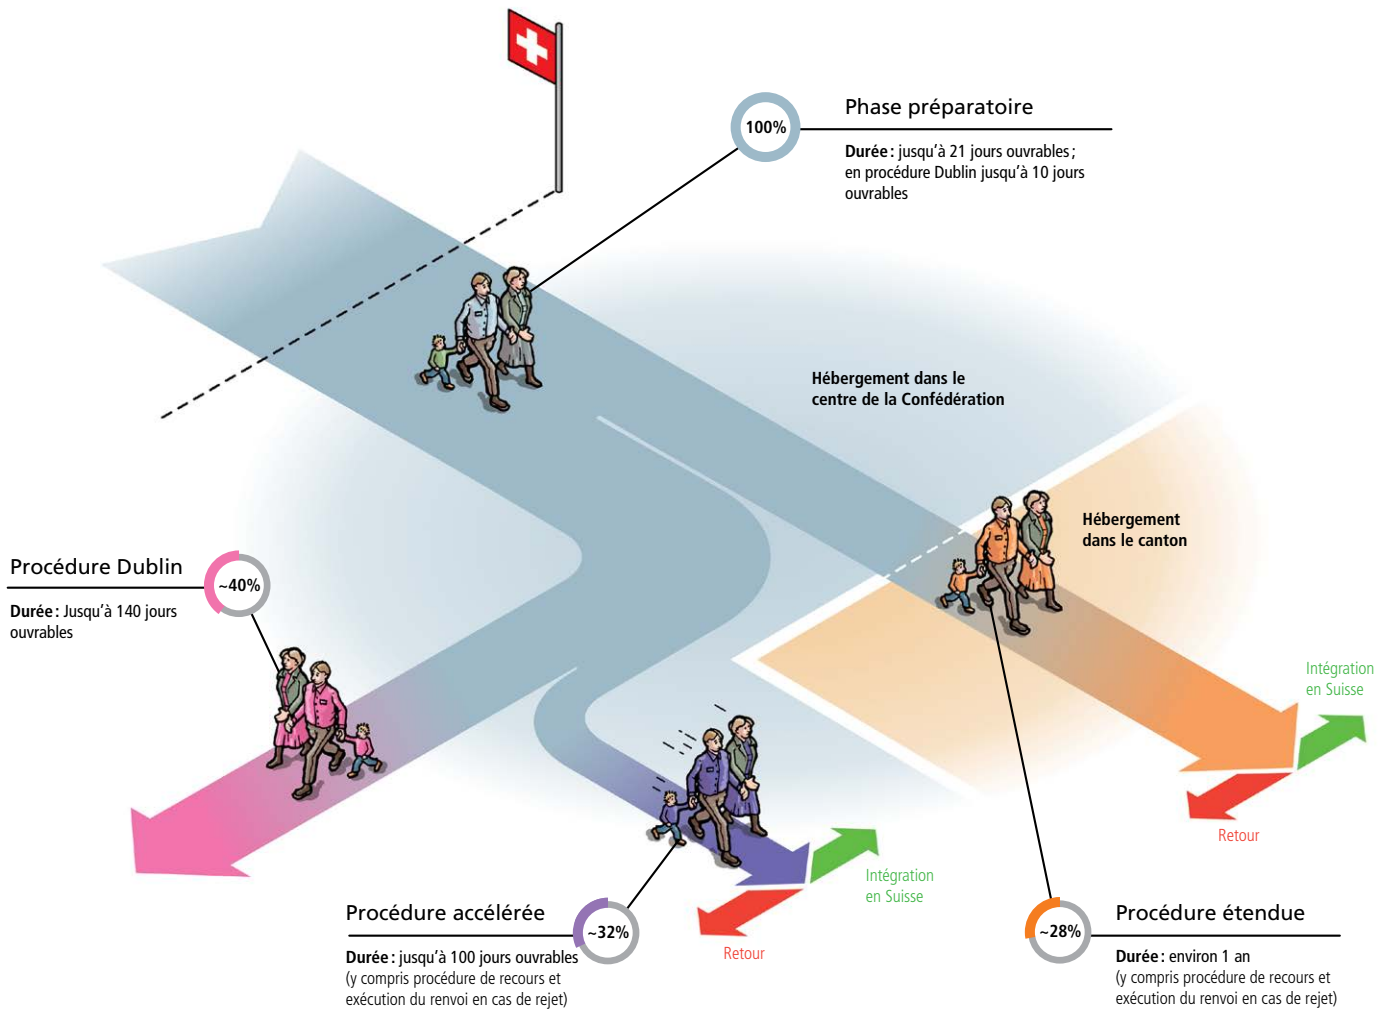 100%
Phase préparatoire
Durée : jusqu’à 21 jours ouvrables ;
en procédure Dublin jusqu’à 10 jours
ouvrables
Hébergement dans le
centre de la Confédération
Hébergement
dans le canton
Procédure Dublin
~40%
Durée : Jusqu’à 140 jours
ouvrables
Intégration
en Suisse
Retour
Intégration
en Suisse
Retour
Procédure accélérée
~32%
Durée : jusqu’à 100 jours ouvrables
(y compris procédure de recours et
exécution du renvoi en cas de rejet)
~28%
Procédure étendue
Durée : environ 1 an
(y compris procédure de recours et
exécution du renvoi en cas de rejet)